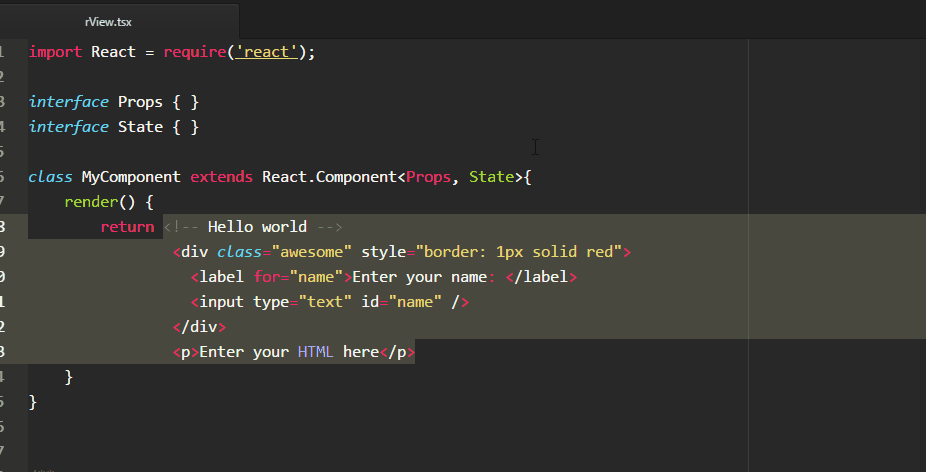 rView.tsx
1 import React = require('react');
2
3 interface Props { }
4 interface State { }
5
6 class MyComponent extends React.Component<Props, State>{
7     render() {
8         return <!-- Hello world -->
9                 <div class="awesome" style="border: 1px solid red">
0                   <label for="name">Enter your name: </label>
1                   <input type="text" id="name" />
2                 </div>
3                 <p>Enter your HTML here</p>
4     }
5 }
6
7